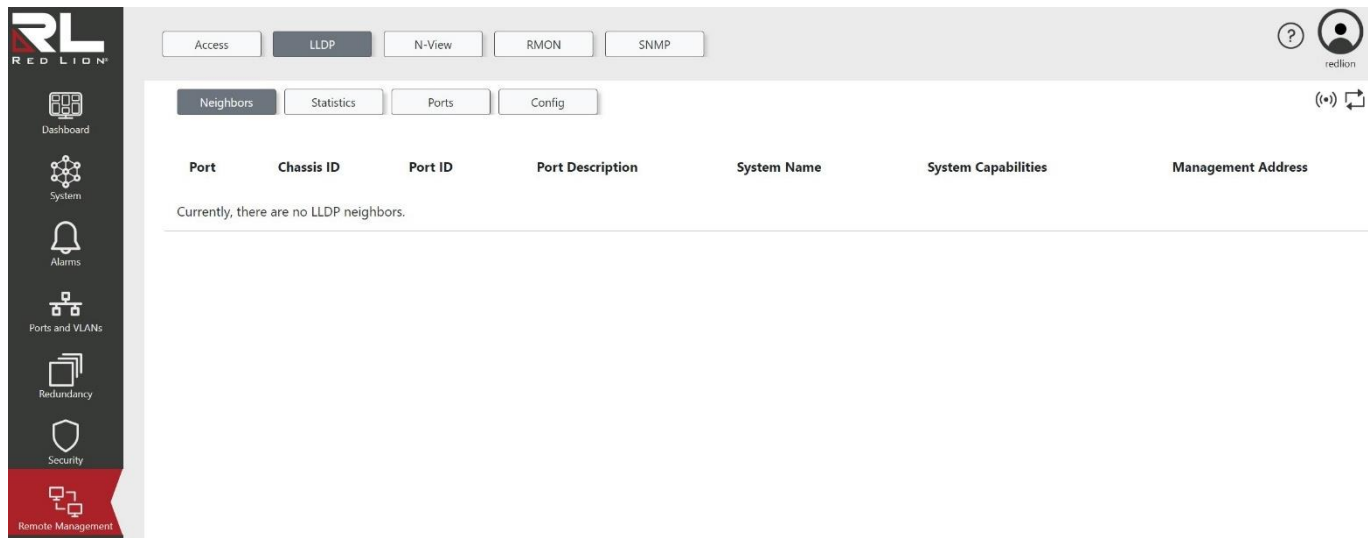 RL
RED LION®
Access LLDP N-View RMON SNMP
?
redlion
Dashboard
System
Alarms
Ports and VLANs
Redundancy
Security
Remote Management
Neighbors Statistics Ports Config
Port Chassis ID Port ID Port Description System Name System Capabilities Management Address
Currently, there are no LLDP neighbors.